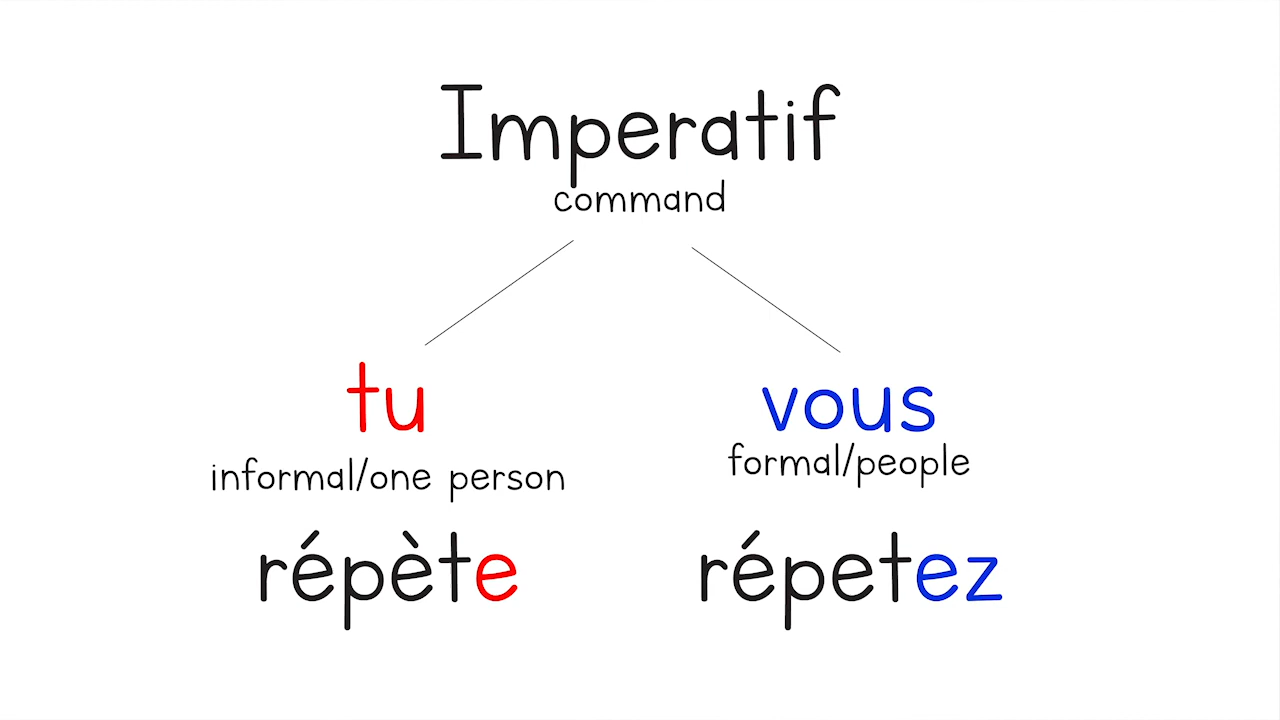 Imperatif
command
tu
informal/one person
répète
vous
formal/people
répetez